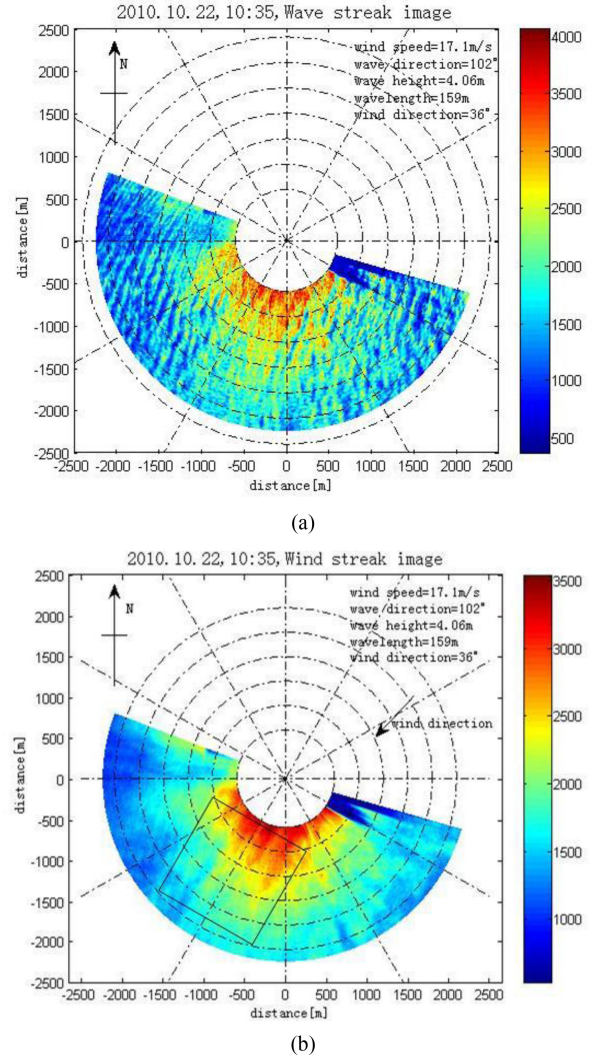 2010.10.22,10:35,Wave streak image
wind speed=17.1m/s
wave direction=102°
wave height=4.06m
wavelength=159m
wind direction=36°
N
2500
2000
1500
1000
500
0
-500
-1000
-1500
-2000
-2500
distance[m]
-2500 -2000 -1500 -1000 -500 0 500 1000 1500 2000 2500
distance[m]
4000
3500
3000
2500
2000
1500
1000
500
(a)
2010.10.22,10:35,Wind streak image
wind speed=17.1m/s
wave direction=102°
wave height=4.06m
wavelength=159m
wind direction=36°
N
wind direction
2500
2000
1500
1000
500
0
-500
-1000
-1500
-2000
-2500
distance[m]
-2500 -2000 -1500 -1000 -500 0 500 1000 1500 2000 2500
distance[m]
3500
3000
2500
2000
1500
1000
(b)